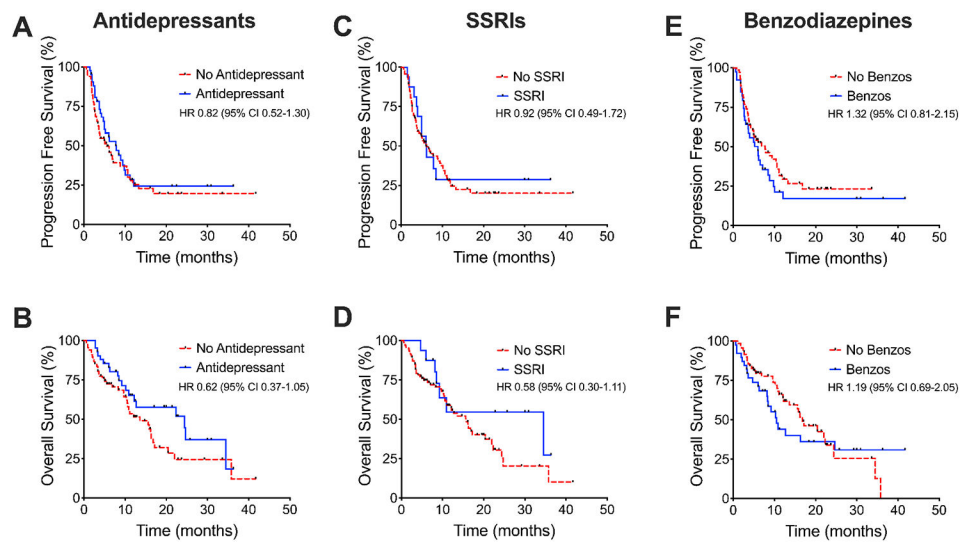 Antidepressants
SSRIs
Benzodiazepines
A
Progression Free Survival (%)
100
75
50
25
0
0 10 20 30 40 50
Time (months)
No Antidepressant
Antidepressant
HR 0.82 (95% CI 0.52-1.30)
C
Progression Free Survival (%)
100
75
50
25
0
0 10 20 30 40 50
Time (months)
No SSRI
SSRI
HR 0.92 (95% CI 0.49-1.72)
E
Progression Free Survival (%)
100
75
50
25
0
0 10 20 30 40 50
Time (months)
No Benzos
Benzos
HR 1.32 (95% CI 0.81-2.15)
B
Overall Survival (%)
100
75
50
25
0
0 10 20 30 40 50
Time (months)
No Antidepressant
Antidepressant
HR 0.62 (95% CI 0.37-1.05)
D
Overall Survival (%)
100
75
50
25
0
0 10 20 30 40 50
Time (months)
No SSRI
SSRI
HR 0.58 (95% CI 0.30-1.11)
F
Overall Survival (%)
100
75
50
25
0
0 10 20 30 40 50
Time (months)
No Benzos
Benzos
HR 1.19 (95% CI 0.69-2.05)